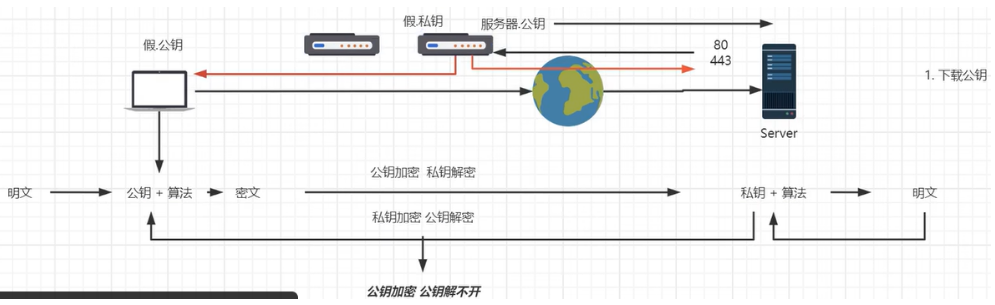 假.私钥
服务器.公钥
假.公钥
80
443
1. 下载公钥
Server
公钥加密 私钥解密
明文
公钥 + 算法
密文
私钥 + 算法
明文
私钥加密 公钥解密
公钥加密 公钥解不开